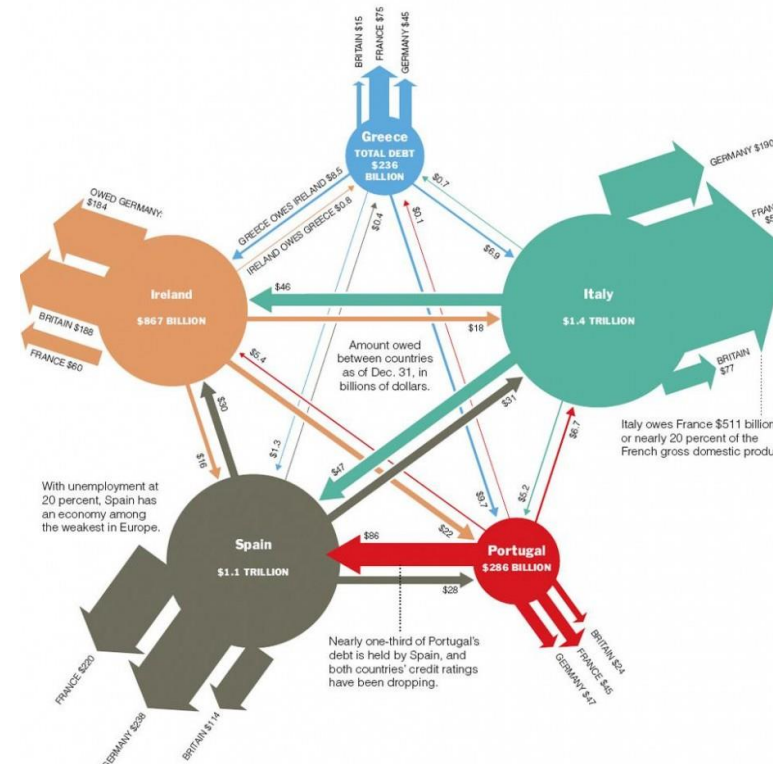 BRITAIN $15
FRANCE $75
GERMANY $45
Greece
TOTAL DEBT
$236
BILLION
GREECE OWES IRELAND $8.5
IRELAND OWES GREECE $0.8
$0.4
$0.1
$0.7
$6.9
OWED GERMANY:
$184
Ireland
$867 BILLION
BRITAIN $188
FRANCE $60
$46
$18
GERMANY $190
Italy
$1.4 TRILLION
BRITAIN
$77
Amount owed
between countries
as of Dec. 31, in
billions of dollars.
$5.4
$30
$16
$1.3
$47
$31
$9.7
$5.2
$6.7
Italy owes France $511 billion
or nearly 20 percent of the
French gross domestic
With unemployment at
20 percent, Spain has
an economy among
the weakest in Europe.
Spain
$1.1 TRILLION
$22
$86
$28
Portugal
$286 BILLION
Nearly one-third of Portugal's
debt is held by Spain, and
both countries' credit ratings
have been dropping.
FRANCE $220
GERMANY $238
BRITAIN $114
BRITAIN $24
FRANCE $45
GERMANY $47